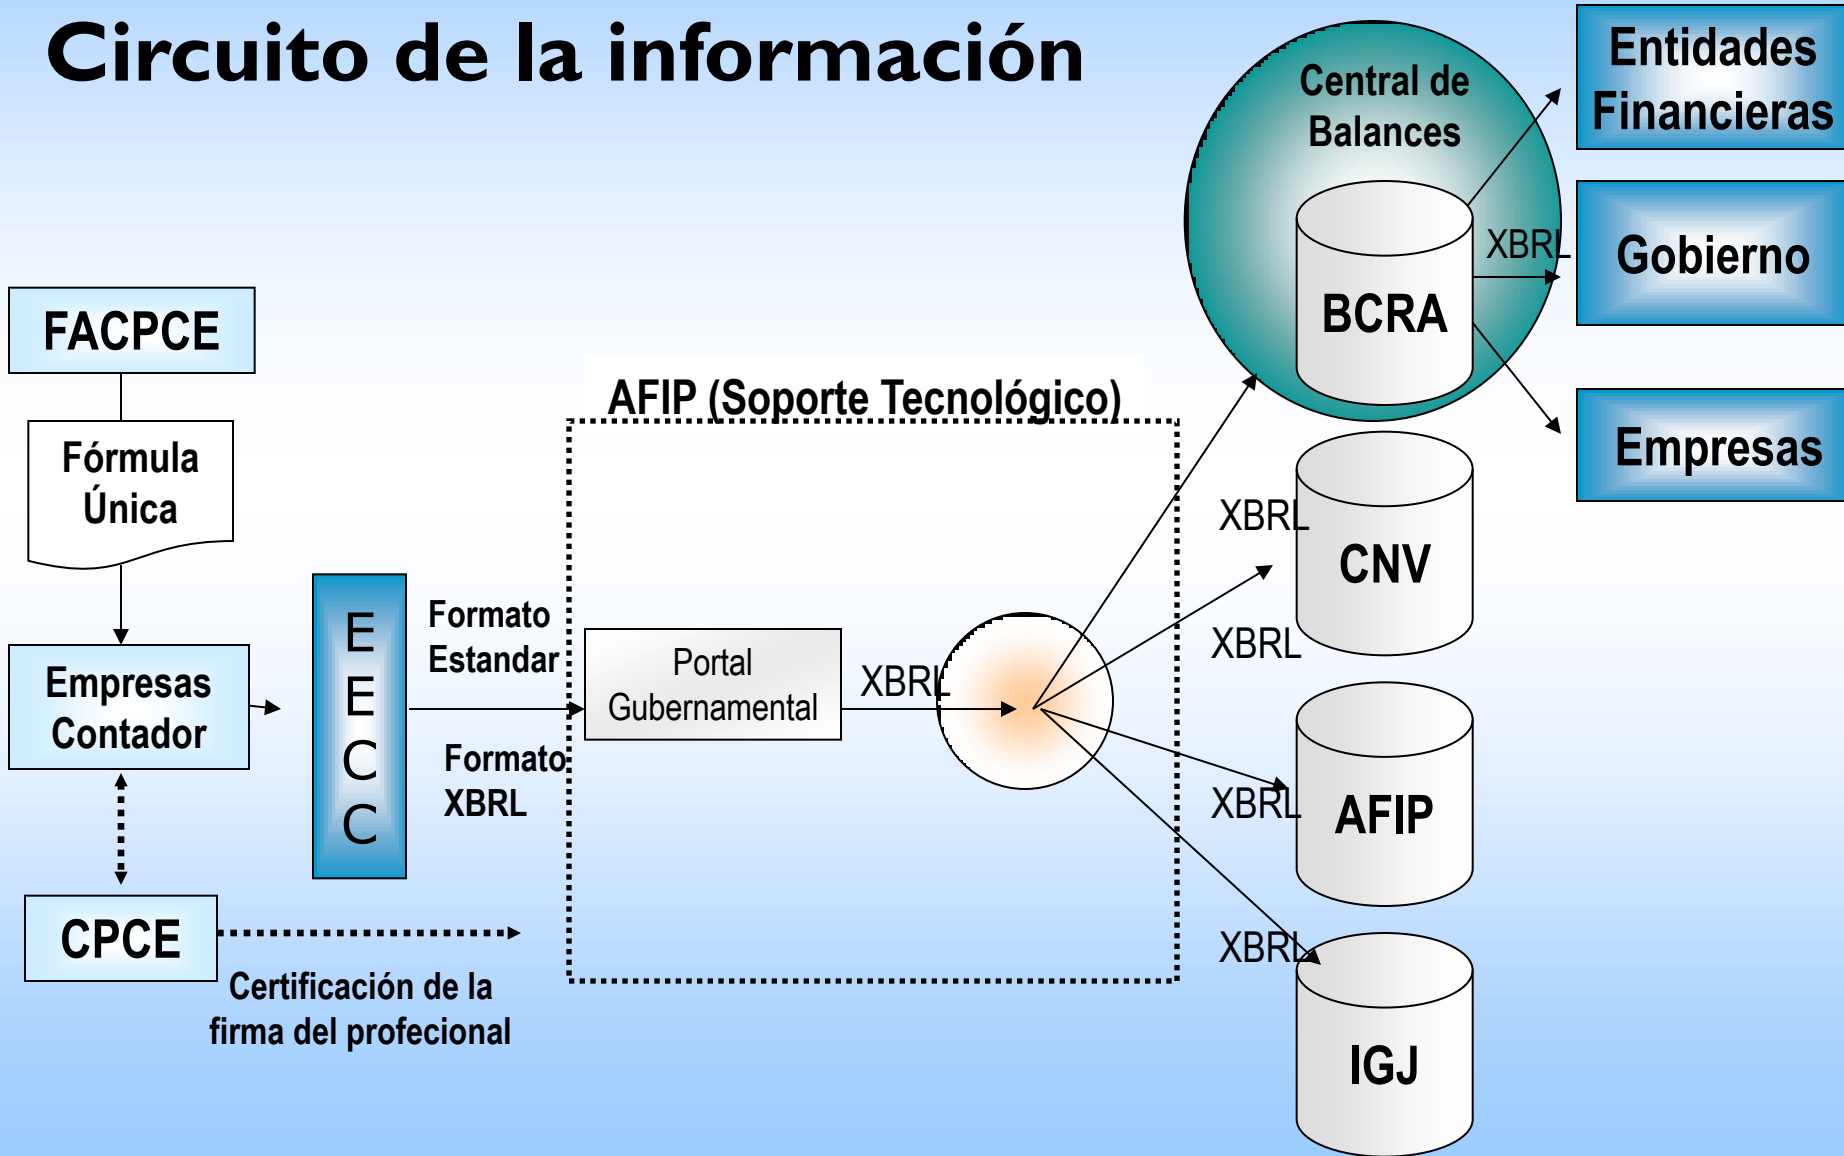 Circuito de la información
Central de
Balances
Entidades
Financieras
BCRA
XBRL
Gobierno
Empresas
FACPCE
Fórmula
Única
Empresas
Contador
CPCE
Certificación de la
firma del profecional
E
E
C
C
Formato
Estandar
Formato
XBRL
AFIP (Soporte Tecnológico)
Portal
Gubernamental
XBRL
XBRL
CNV
XBRL
XBRL
AFIP
XBRL
IGJ